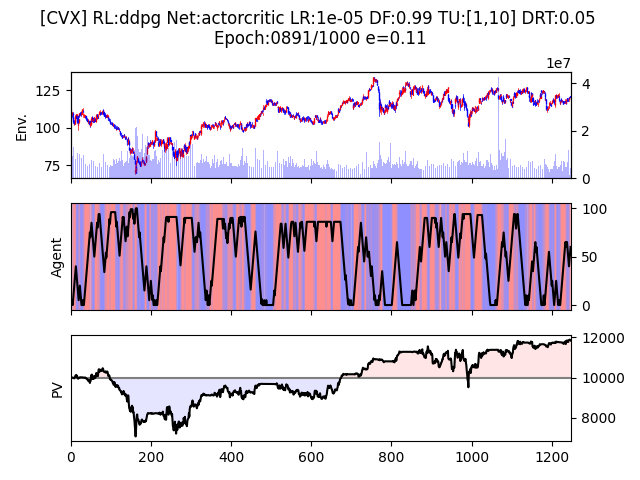 [CVX] RL:ddpg Net:actorcritic LR:1e-05 DF:0.99 TU:[1,10] DRT:0.05
Epoch:0891/1000 e=0.11
1e7
Env.
125
100
75
4
2
0
Agent
100
50
0
PV
12000
10000
8000
0 200 400 600 800 1000 1200